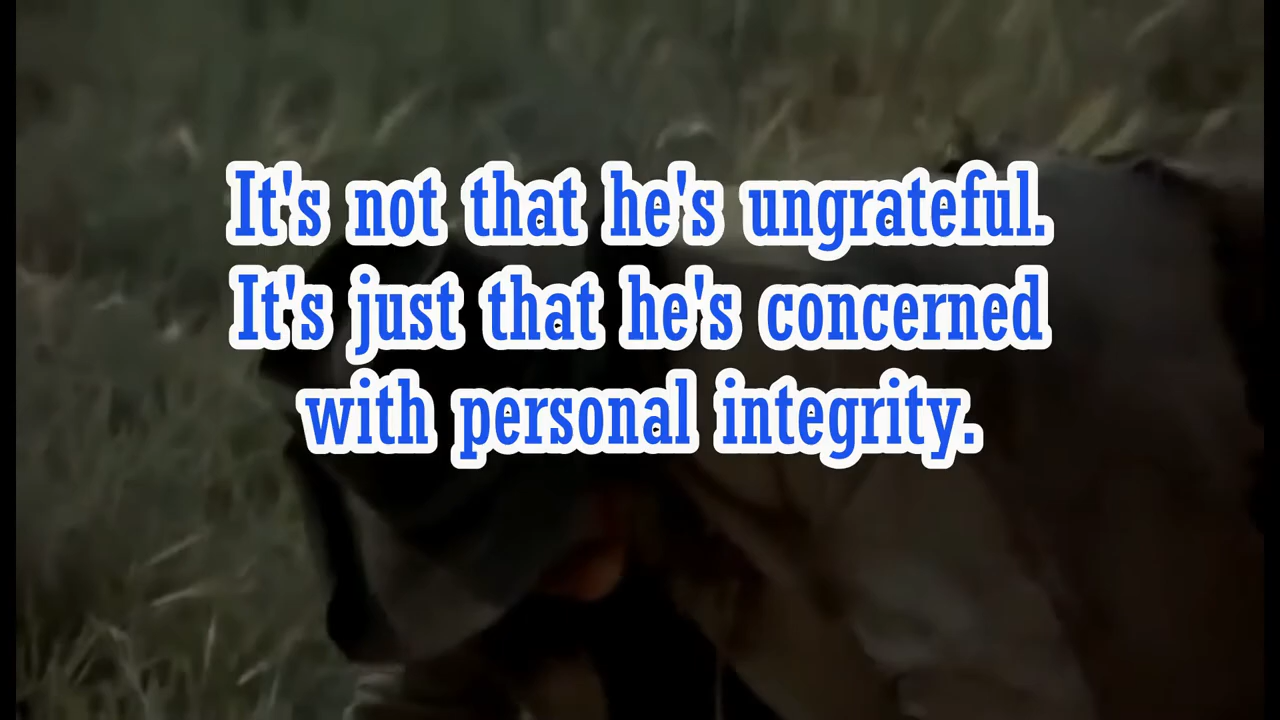 It's not that he's ungrateful.
It's just that he's concerned
with personal integrity.